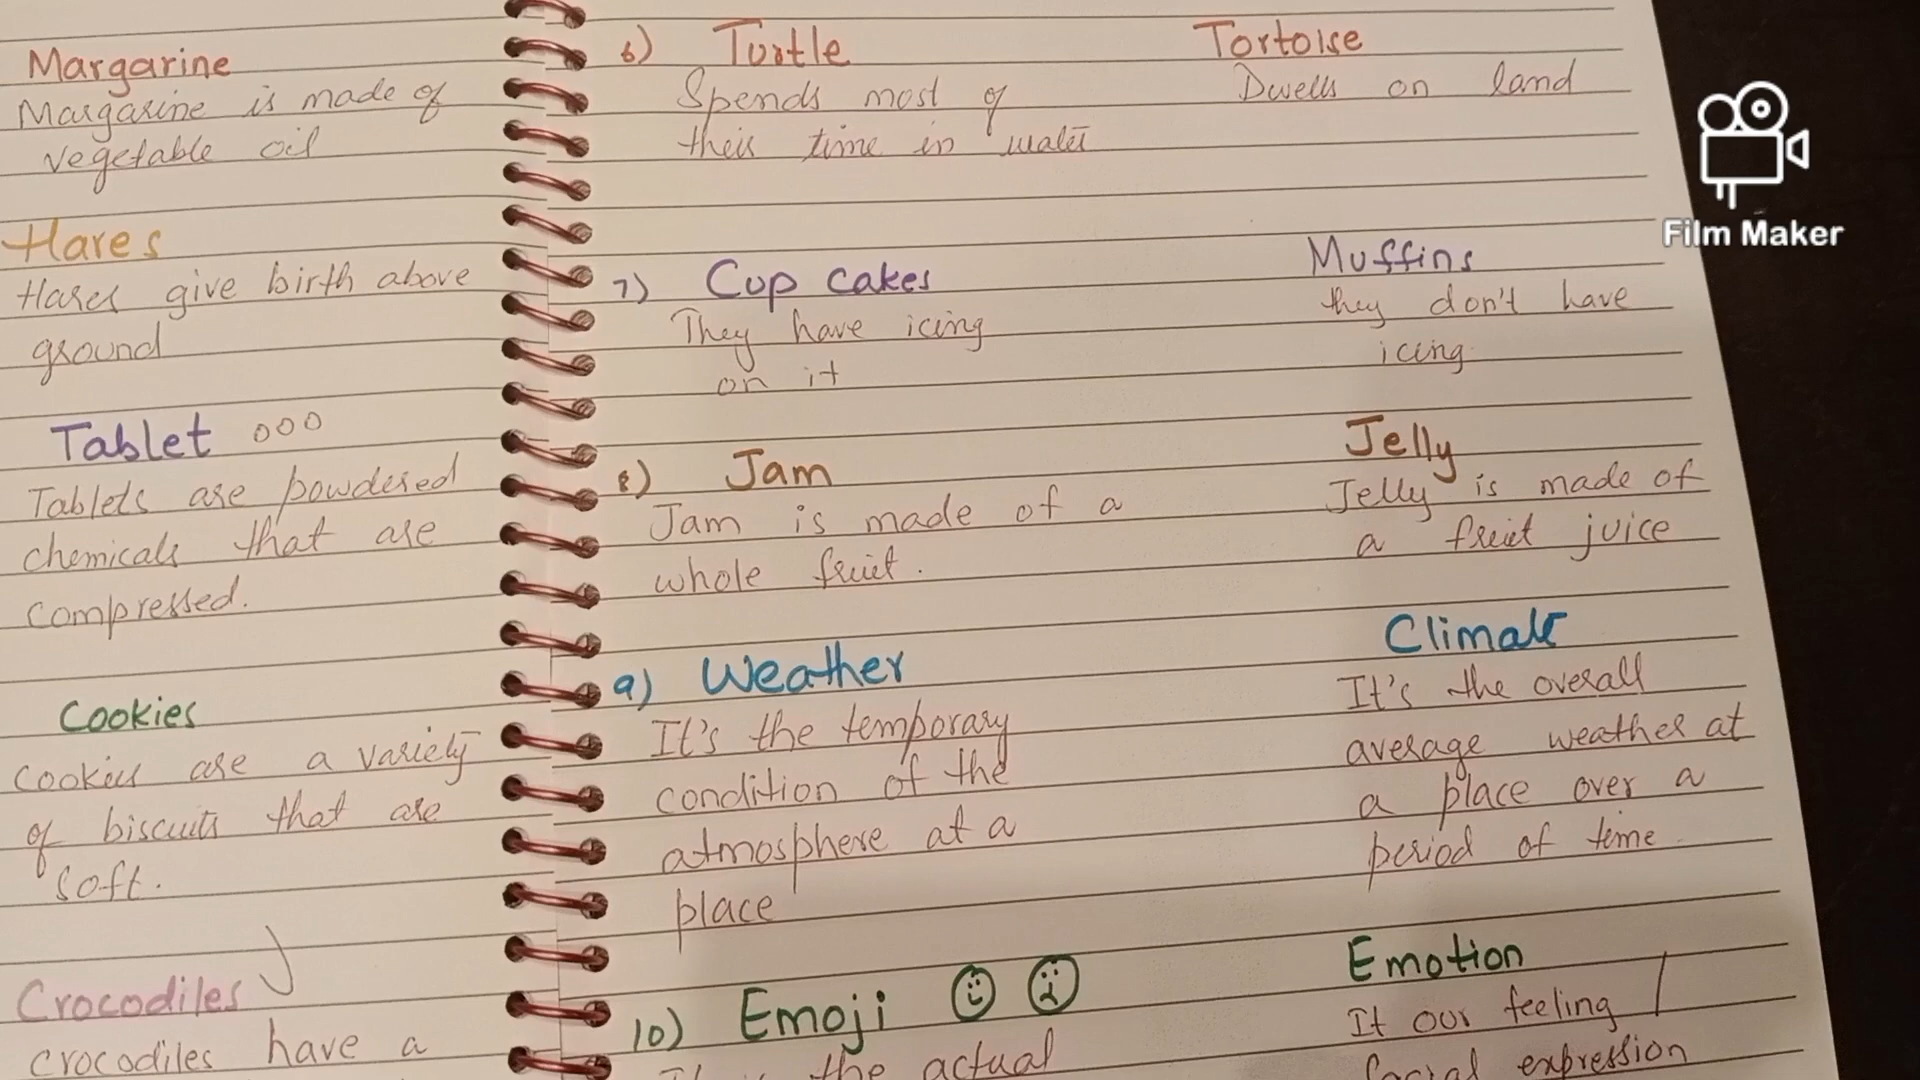 Margarine
Margarine is made of
vegetable oil
Hares
Hares give birth above
ground
Tablet
Tablets are powdered
chemicals that are
compressed.
Cookies
Cookies are a variety
of biscuits that are
soft.
Crocodiles
crocodiles have a
6) Turtle
Spends most of
their time in water
Tortoise
Dwells on land
7) Cup cakes
They have icing
on it
Muffins
they don't have
icing
8) Jam
Jam is made of a
whole fruit.
Jelly
Jelly is made of
a fruit juice
9) Weather
It's the temporary
condition of the
atmosphere at a
place
Climate
It's the overall
average weather at
a place over a
period of time
10) Emoji
the actual
Emotion
It our feeling /
facial expression
Film Maker